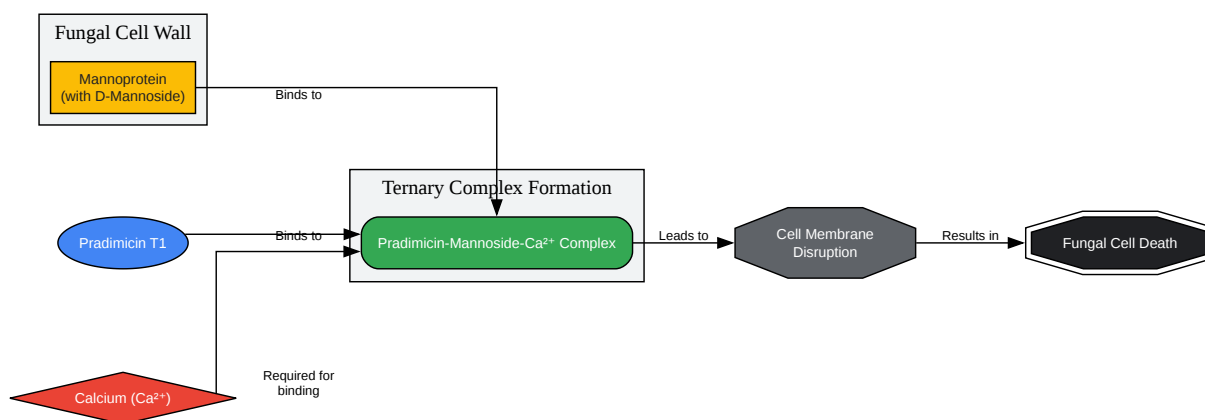 Fungal Cell Wall
Mannoprotein
(with D-Mannoside)
Binds to
Ternary Complex Formation
Pradimicin T1
Binds to
Pradimicin-Mannoside-Ca²⁺ Complex
Leads to
Cell Membrane
Disruption
Results in
Fungal Cell Death
Calcium (Ca²⁺)
Required for
binding